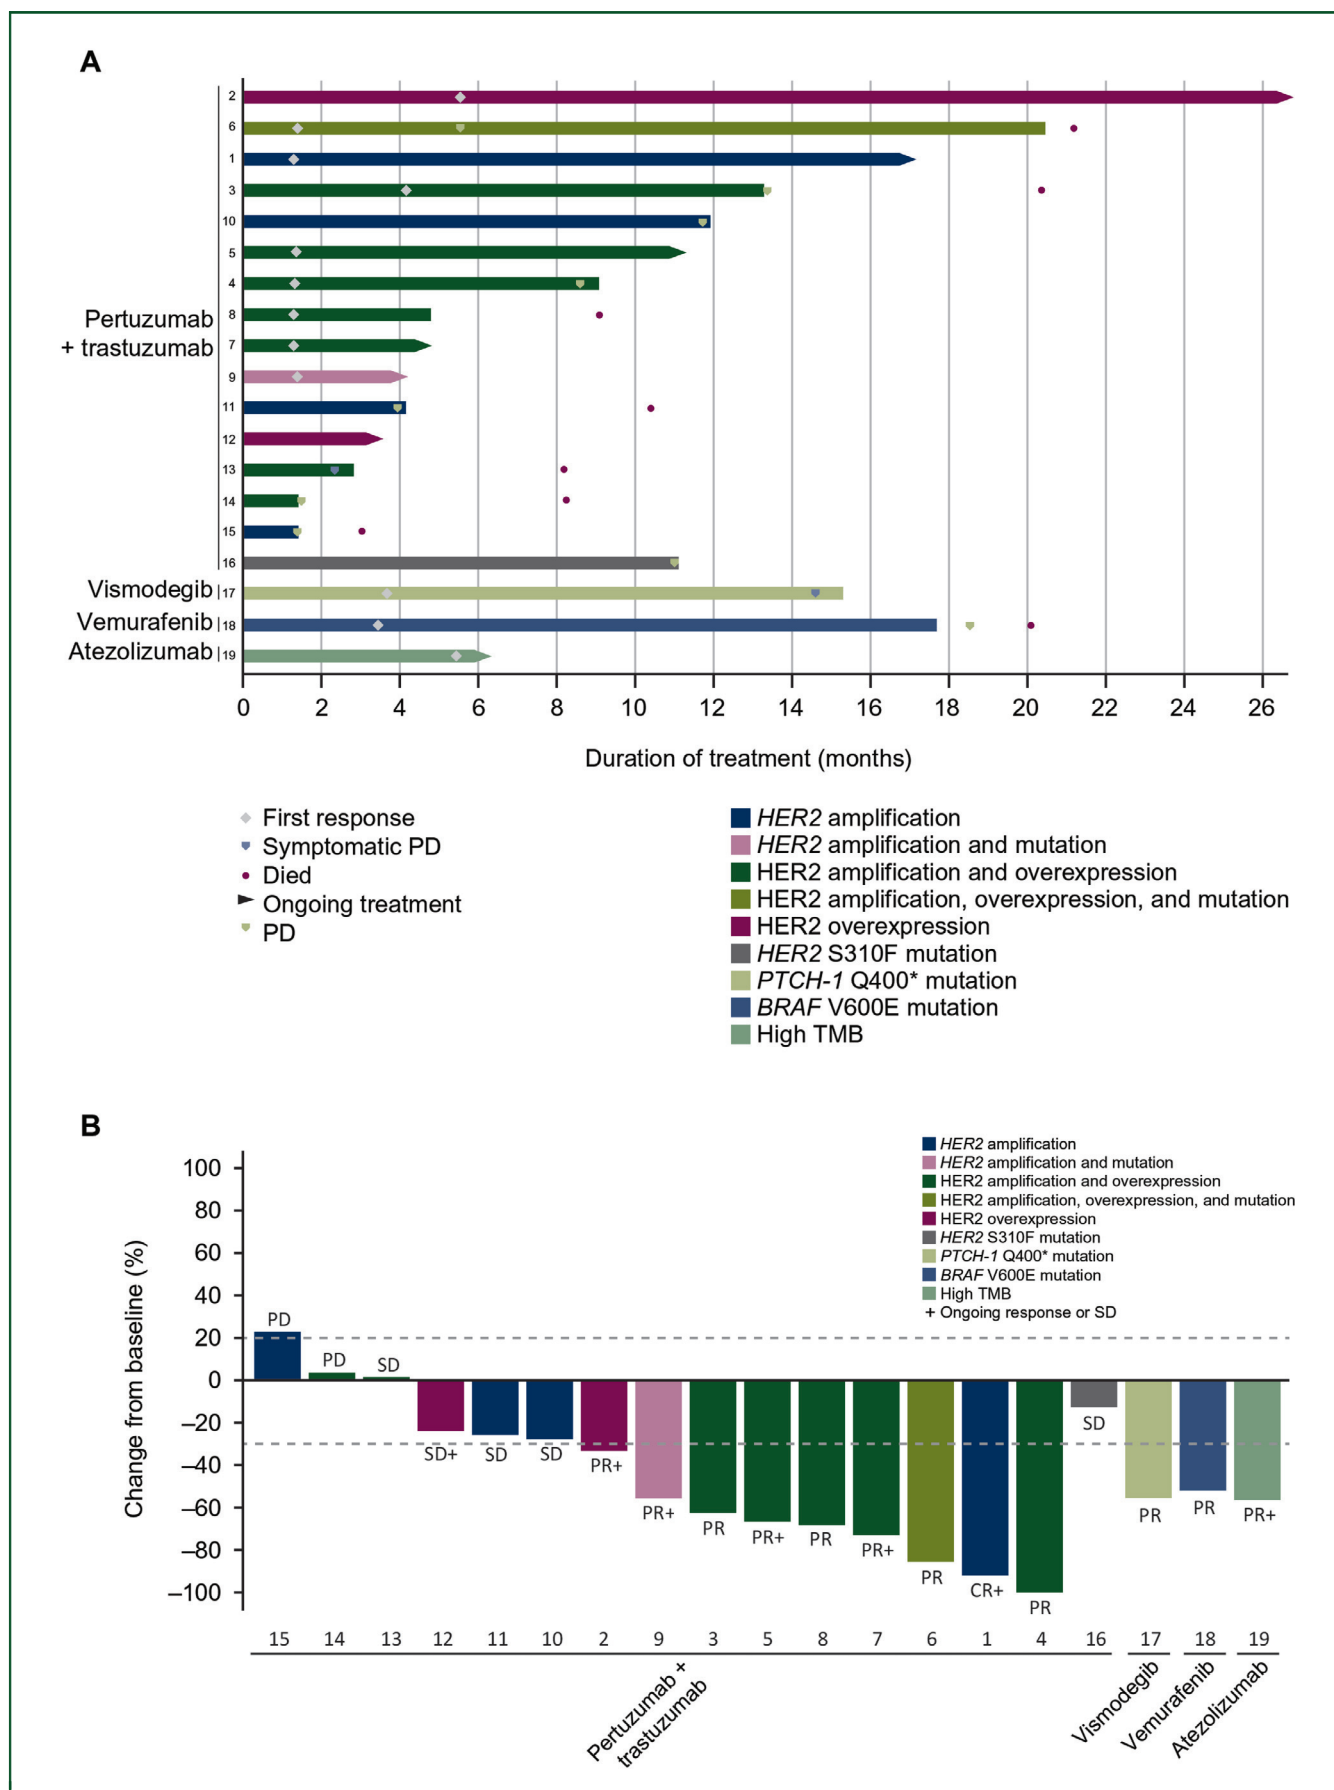 A
2
6
1
3
10
5
4
8
7
9
11
12
13
14
15
16
17
18
19
Pertuzumab
+ trastuzumab
Vismodegib
Vemurafenib
Atezolizumab
0 2 4 6 8 10 12 14 16 18 20 22 24 26
Duration of treatment (months)
First response
Symptomatic PD
Died
Ongoing treatment
PD
HER2 amplification
HER2 amplification and mutation
HER2 amplification and overexpression
HER2 amplification, overexpression, and mutation
HER2 overexpression
HER2 S310F mutation
PTCH-1 Q400* mutation
BRAF V600E mutation
High TMB
B
HER2 amplification
HER2 amplification and mutation
HER2 amplification and overexpression
HER2 amplification, overexpression, and mutation
HER2 overexpression
HER2 S310F mutation
PTCH-1 Q400* mutation
BRAF V600E mutation
High TMB
+ Ongoing response or SD
Change from baseline (%)
100
80
60
40
20
0
–20
–40
–60
–80
–100
PD PD SD SD+ SD SD PR+ PR+ PR PR+ PR PR+ PR CR+ PR SD PR PR PR+
15 14 13 12 11 10 2 9 3 5 8 7 6 1 4 16 17 18 19
Pertuzumab +
trastuzumab
Vismodegib
Vemurafenib
Atezolizumab